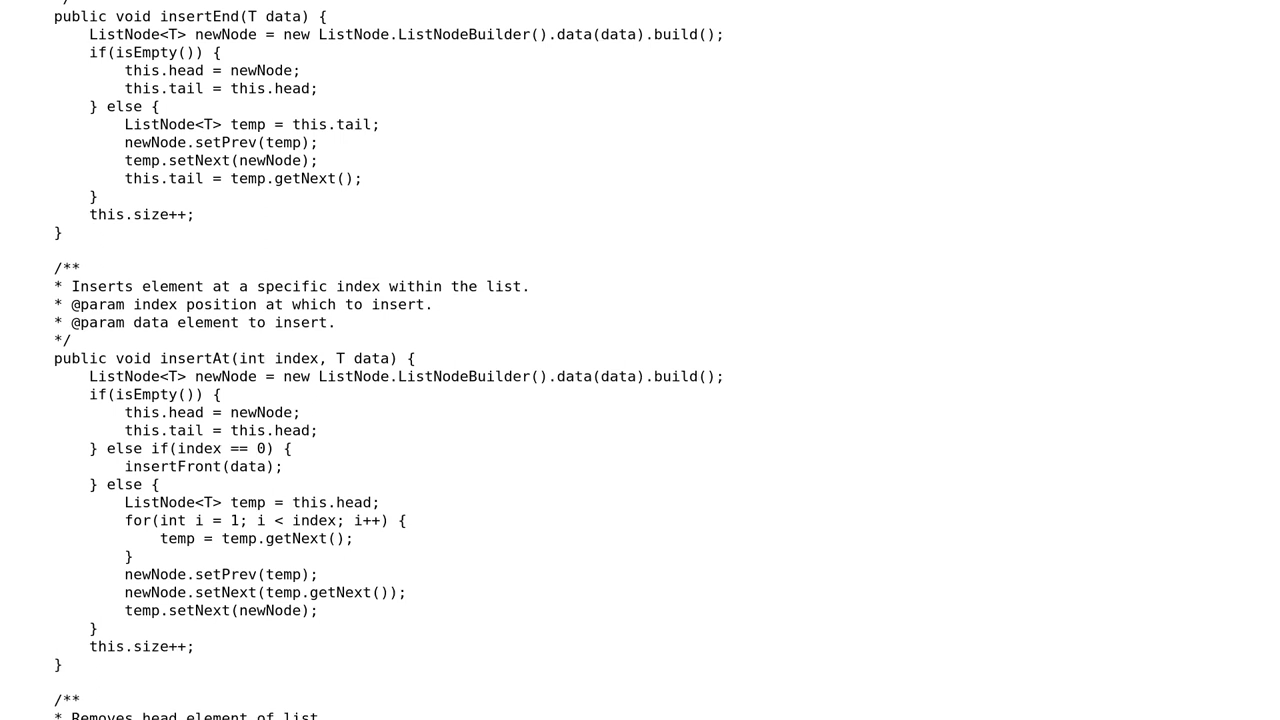 */
public void insertEnd(T data) {
ListNode<T> newNode = new ListNode.ListNodeBuilder().data(data).build();
if(isEmpty()) {
this.head = newNode;
this.tail = this.head;
} else {
ListNode<T> temp = this.tail;
newNode.setPrev(temp);
temp.setNext(newNode);
this.tail = temp.getNext();
}
this.size++;
}
/**
* Inserts element at a specific index within the list.
* @param index position at which to insert.
* @param data element to insert.
*/
public void insertAt(int index, T data) {
ListNode<T> newNode = new ListNode.ListNodeBuilder().data(data).build();
if(isEmpty()) {
this.head = newNode;
this.tail = this.head;
} else if(index == 0) {
insertFront(data);
} else {
ListNode<T> temp = this.head;
for(int i = 1; i < index; i++) {
temp = temp.getNext();
}
newNode.setPrev(temp);
newNode.setNext(temp.getNext());
temp.setNext(newNode);
}
this.size++;
}
/**
* Removes head element of list